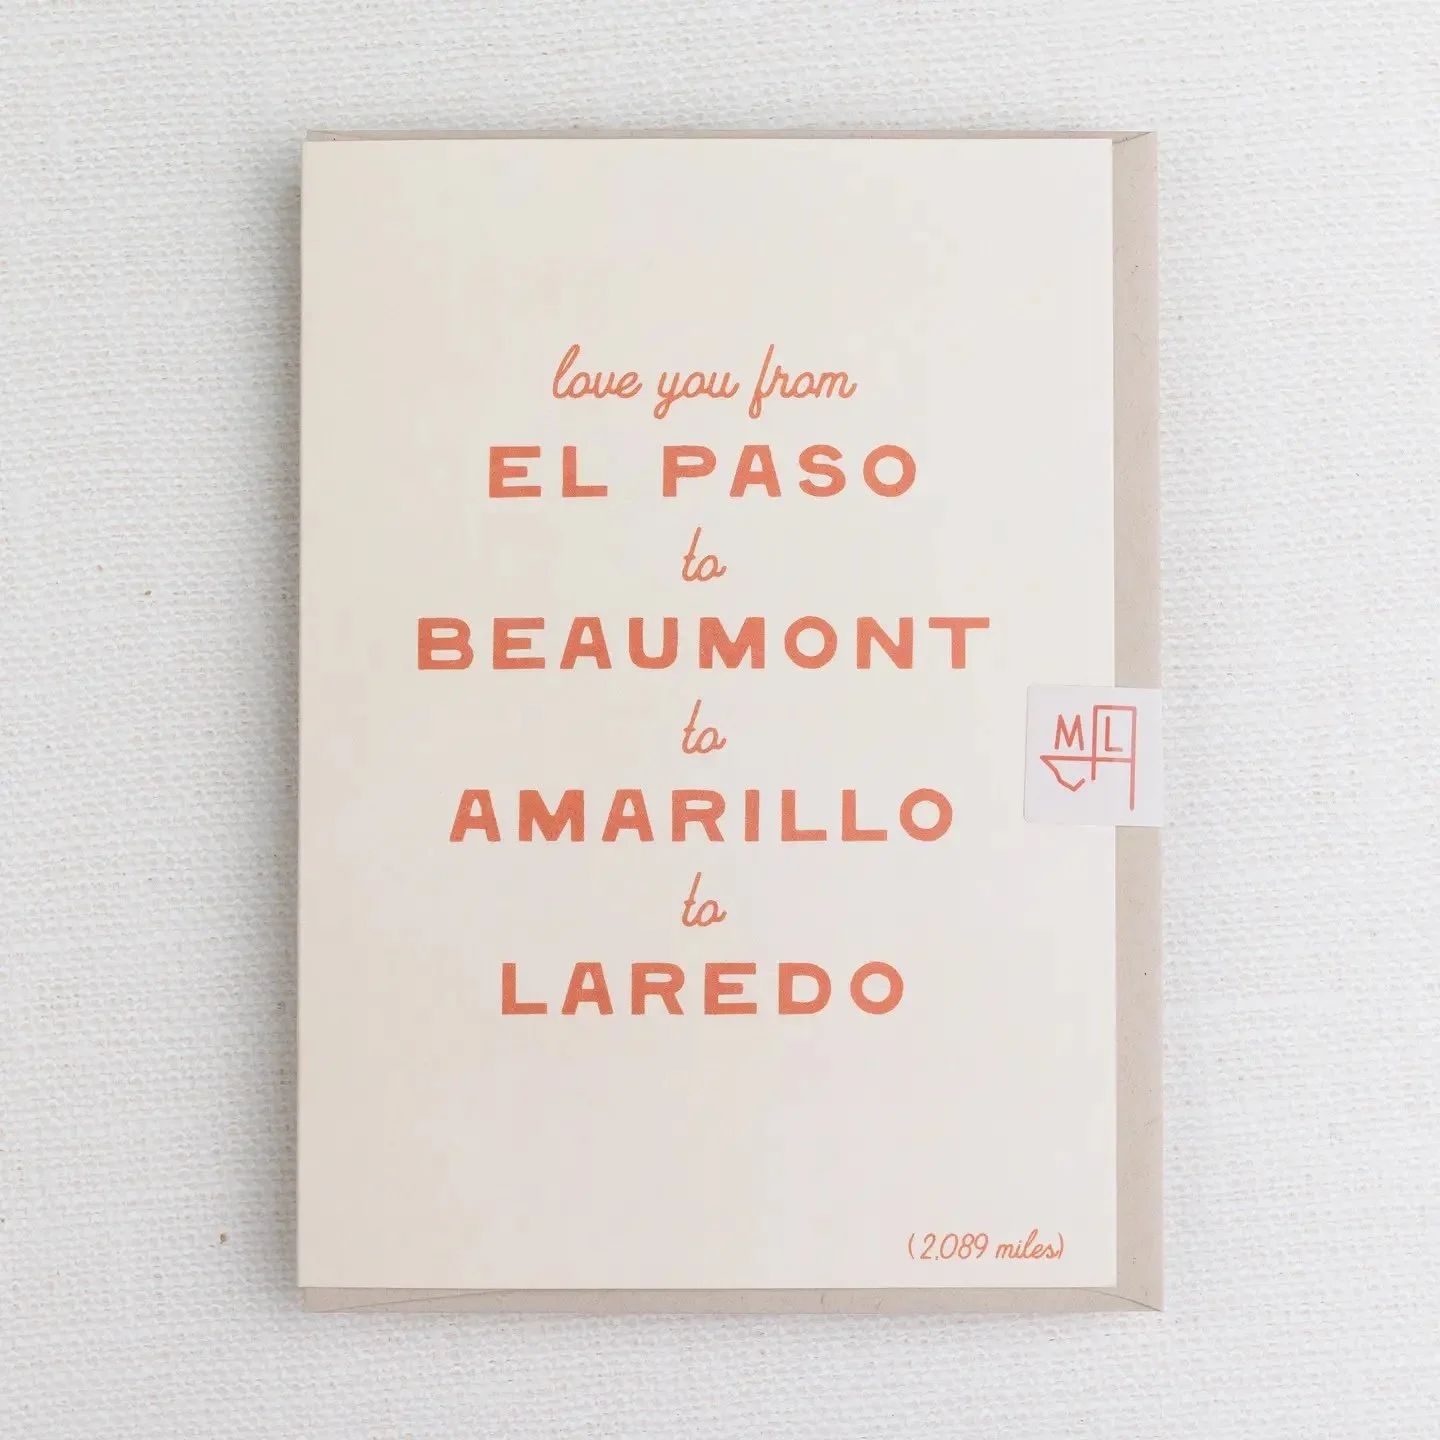 love you from
EL PASO
to
BEAUMONT
to
AMARILLO
to
LAREDO
M L
(2,089 miles)